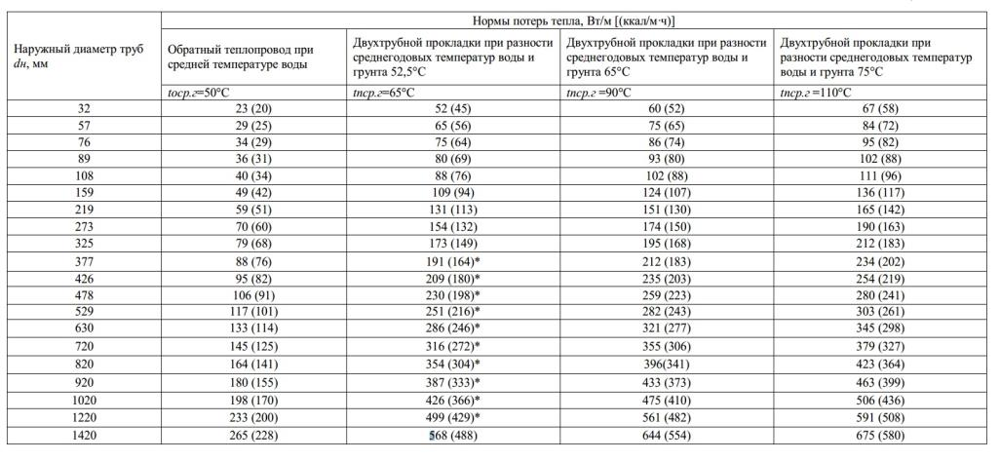 Наружный диаметр труб dн, мм | Нормы потерь тепла, Вт/м [(ккал/м·ч)]
Обратный теплопровод при средней температуре воды | Двухтрубной прокладки при разности среднегодовых температур воды и грунта 52,5°С | Двухтрубной прокладки при разности среднегодовых температур воды и грунта 65°С | Двухтрубной прокладки при разности среднегодовых температур воды и грунта 75°С
tоср.г=50°С | tпср.г=65°С | tпср.г =90°С | tпср.г =110°С
32 | 23 (20) | 52 (45) | 60 (52) | 67 (58)
57 | 29 (25) | 65 (56) | 75 (65) | 84 (72)
76 | 34 (29) | 75 (64) | 86 (74) | 95 (82)
89 | 36 (31) | 80 (69) | 93 (80) | 102 (88)
108 | 40 (34) | 88 (76) | 102 (88) | 111 (96)
159 | 49 (42) | 109 (94) | 124 (107) | 136 (117)
219 | 59 (51) | 131 (113) | 151 (130) | 165 (142)
273 | 70 (60) | 154 (132) | 174 (150) | 190 (163)
325 | 79 (68) | 173 (149) | 195 (168) | 212 (183)
377 | 88 (76) | 191 (164)* | 212 (183) | 234 (202)
426 | 95 (82) | 209 (180)* | 235 (203) | 254 (219)
478 | 106 (91) | 230 (198)* | 259 (223) | 280 (241)
529 | 117 (101) | 251 (216)* | 282 (243) | 303 (261)
630 | 133 (114) | 286 (246)* | 321 (277) | 345 (298)
720 | 145 (125) | 316 (272)* | 355 (306) | 379 (327)
820 | 164 (141) | 354 (304)* | 396(341) | 423 (364)
920 | 180 (155) | 387 (333)* | 433 (373) | 463 (399)
1020 | 198 (170) | 426 (366)* | 475 (410) | 506 (436)
1220 | 233 (200) | 499 (429)* | 561 (482) | 591 (508)
1420 | 265 (228) | 568 (488) | 644 (554) | 675 (580)